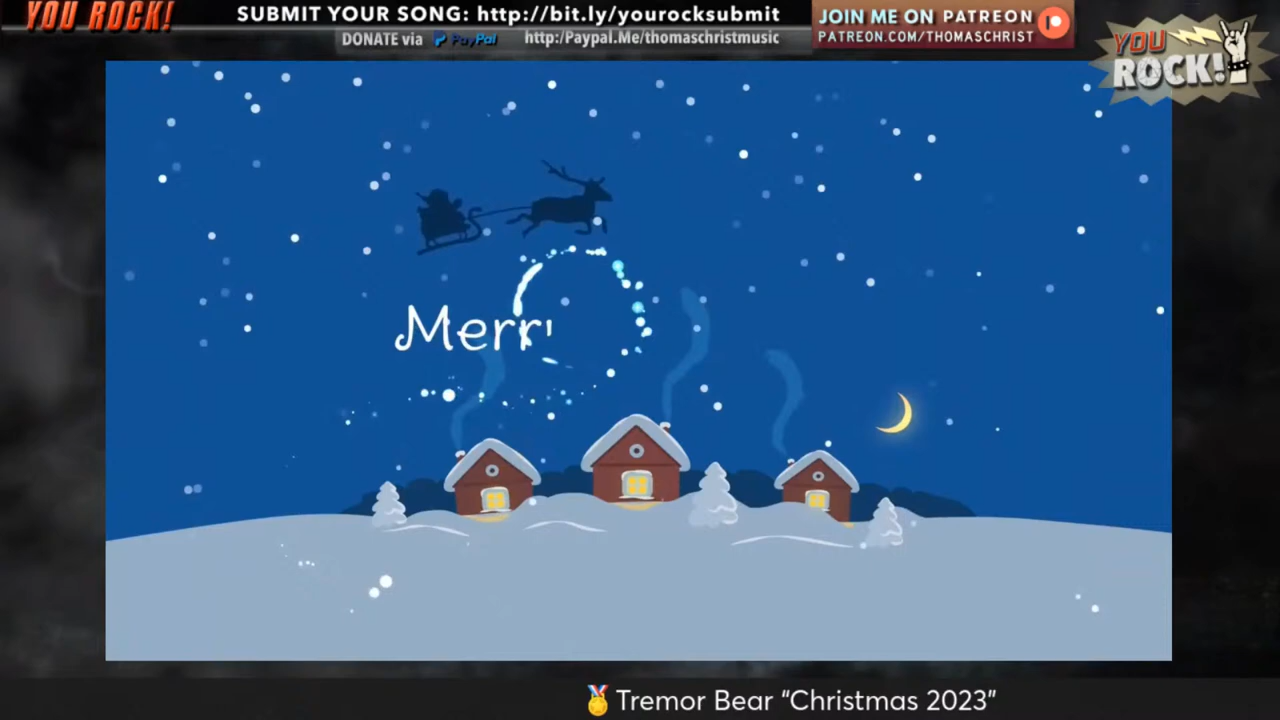 YOU ROCK!
SUBMIT YOUR SONG: http://bit.ly/yourocksubmit
DONATE via PayPal http:/Paypal.Me/thomaschristmusic
JOIN ME ON PATREON
PATREON.COM/THOMASCHRIST
YOU
ROCK!
Merr
🏅 Tremor Bear “Christmas 2023”